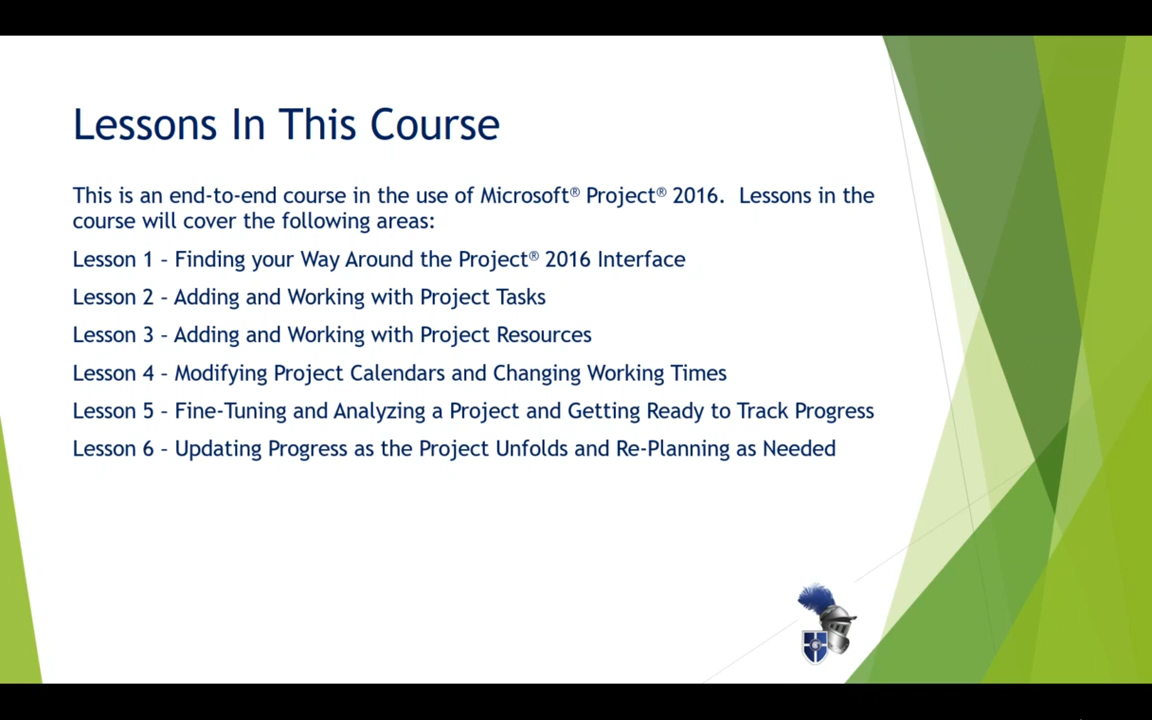 Lessons In This Course
This is an end-to-end course in the use of Microsoft® Project® 2016.  Lessons in the
course will cover the following areas:
Lesson 1 – Finding your Way Around the Project® 2016 Interface
Lesson 2 – Adding and Working with Project Tasks
Lesson 3 – Adding and Working with Project Resources
Lesson 4 – Modifying Project Calendars and Changing Working Times
Lesson 5 – Fine-Tuning and Analyzing a Project and Getting Ready to Track Progress
Lesson 6 – Updating Progress as the Project Unfolds and Re-Planning as Needed